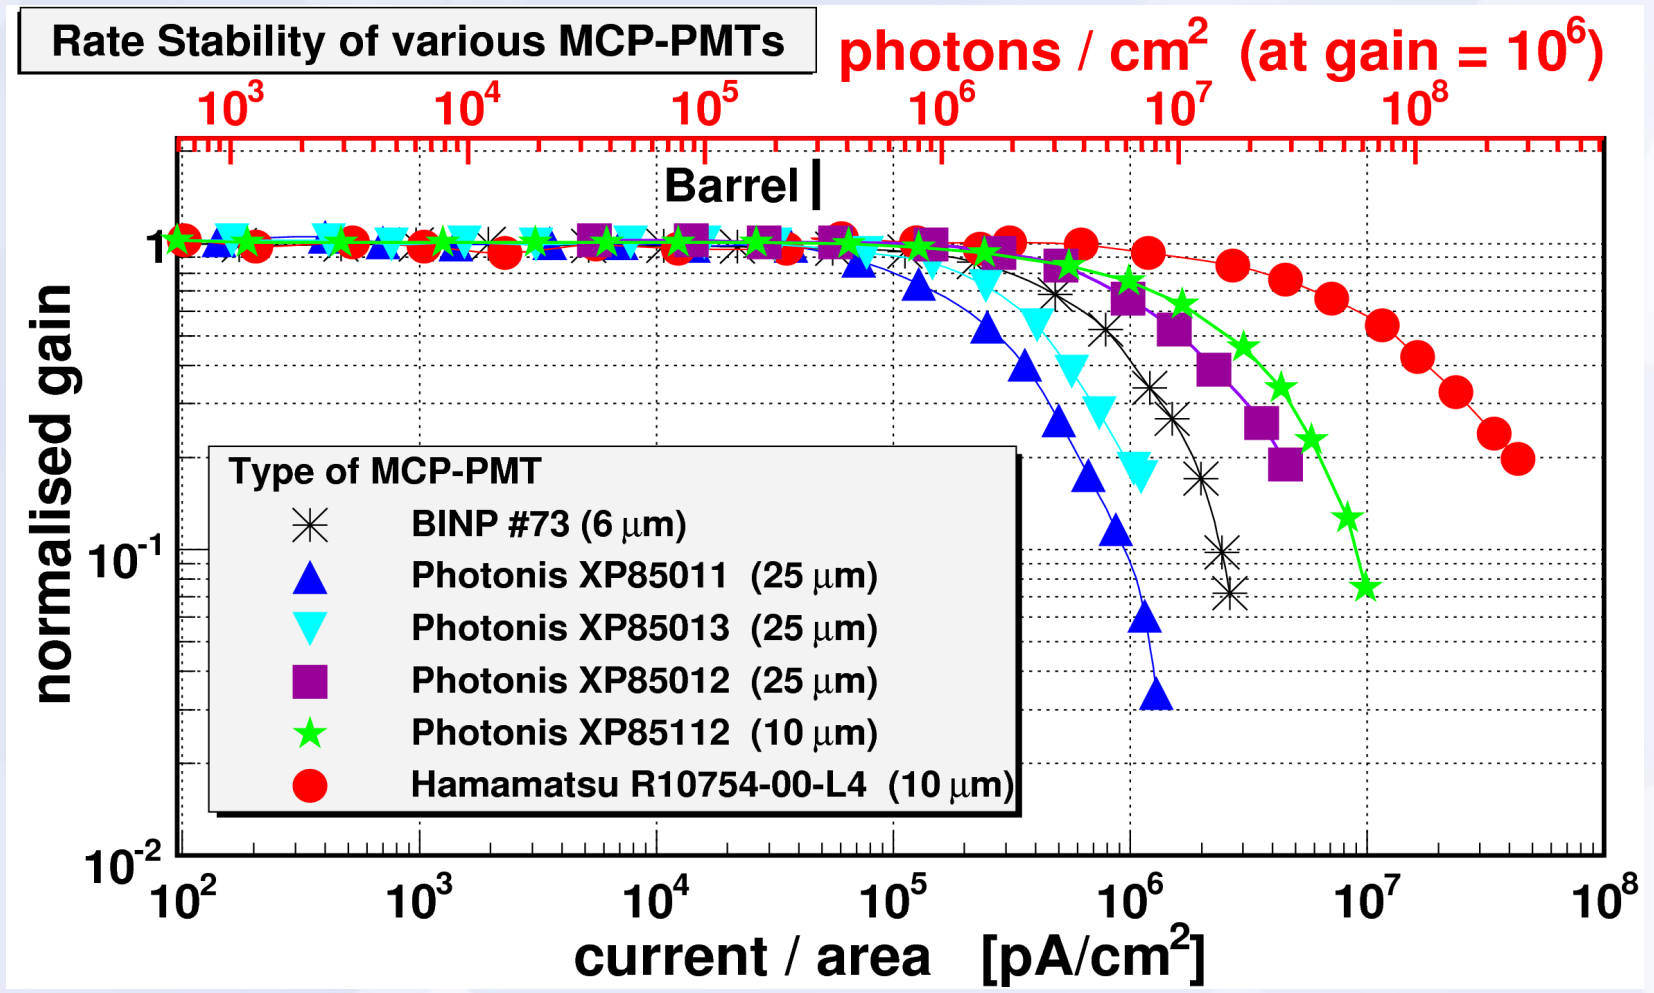 Rate Stability of various MCP-PMTs
photons / cm² (at gain = 10⁶)
10³ 10⁴ 10⁵ 10⁶ 10⁷ 10⁸
Barrel
normalised gain
1
10⁻¹
10⁻²
Type of MCP-PMT
BINP #73 (6 μm)
Photonis XP85011 (25 μm)
Photonis XP85013 (25 μm)
Photonis XP85012 (25 μm)
Photonis XP85112 (10 μm)
Hamamatsu R10754-00-L4 (10 μm)
10² 10³ 10⁴ 10⁵ 10⁶ 10⁷ 10⁸
current / area [pA/cm²]